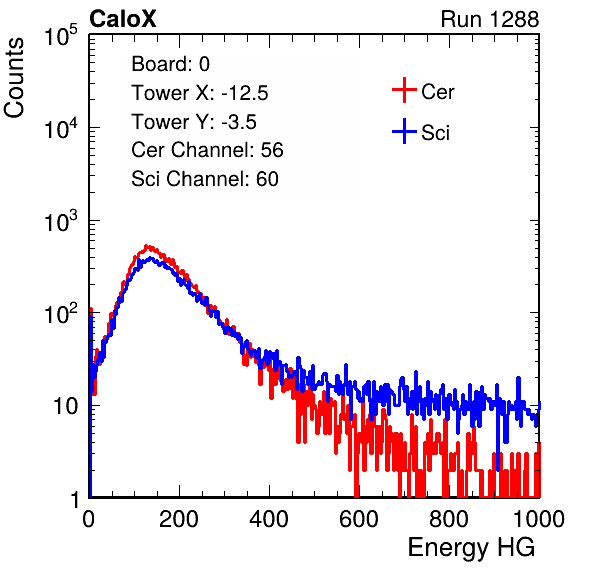 CaloX Run 1288
Counts
Board: 0
Tower X: -12.5
Tower Y: -3.5
Cer Channel: 56
Sci Channel: 60
Cer
Sci
10^5
10^4
10^3
10^2
10
1
0 200 400 600 800 1000
Energy HG